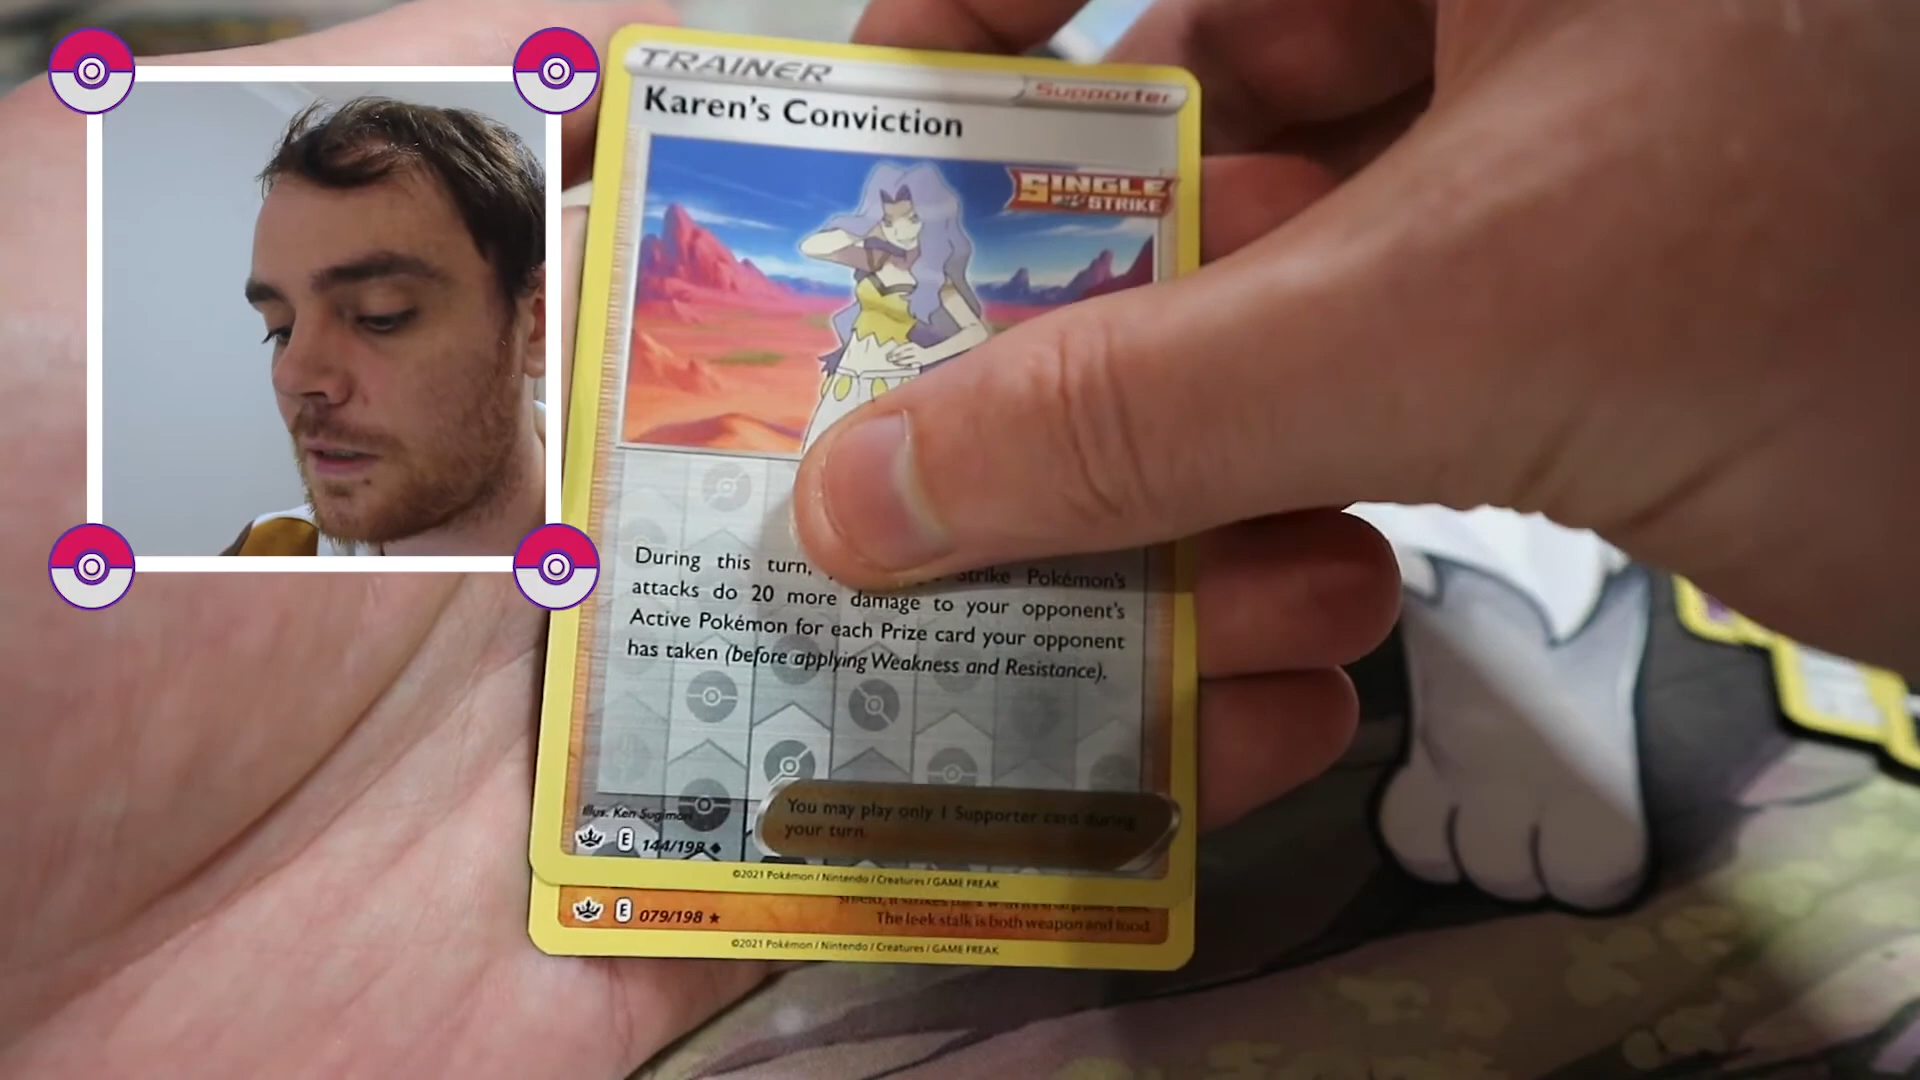 TRAINER
Supporter
Karen's Conviction
SINGLE
STRIKE
During this turn, Strike Pokémon's
attacks do 20 more damage to your opponent's
Active Pokémon for each Prize card your opponent
has taken (before applying Weakness and Resistance).
You may play only 1 Supporter card during
your turn.
Illus. Ken Sugimori
E 144/198
©2021 Pokémon / Nintendo / Creatures / GAME FREAK
E 079/198
The leek stalk is both weapon and food.
©2021 Pokémon / Nintendo / Creatures / GAME FREAK